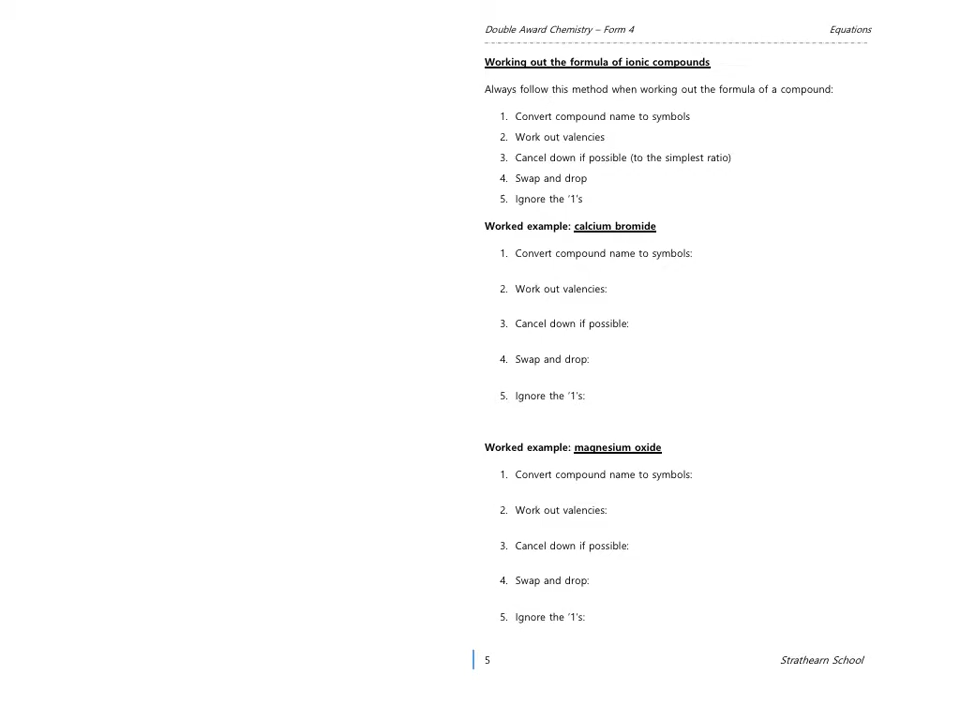 Double Award Chemistry – Form 4 Equations
Working out the formula of ionic compounds
Always follow this method when working out the formula of a compound:
1. Convert compound name to symbols
2. Work out valencies
3. Cancel down if possible (to the simplest ratio)
4. Swap and drop
5. Ignore the ‘1’s
Worked example: calcium bromide
1. Convert compound name to symbols:
2. Work out valencies:
3. Cancel down if possible:
4. Swap and drop:
5. Ignore the ‘1’s:
Worked example: magnesium oxide
1. Convert compound name to symbols:
2. Work out valencies:
3. Cancel down if possible:
4. Swap and drop:
5. Ignore the ‘1’s:
5 Strathearn School